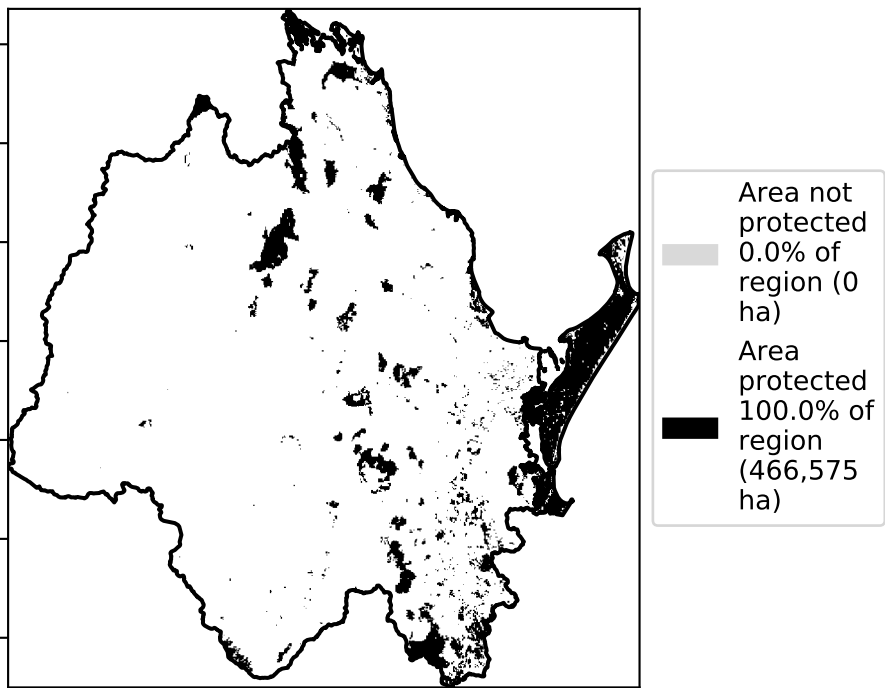 Area not
protected
0.0% of
region (0
ha)
Area
protected
100.0% of
region
(466,575
ha)